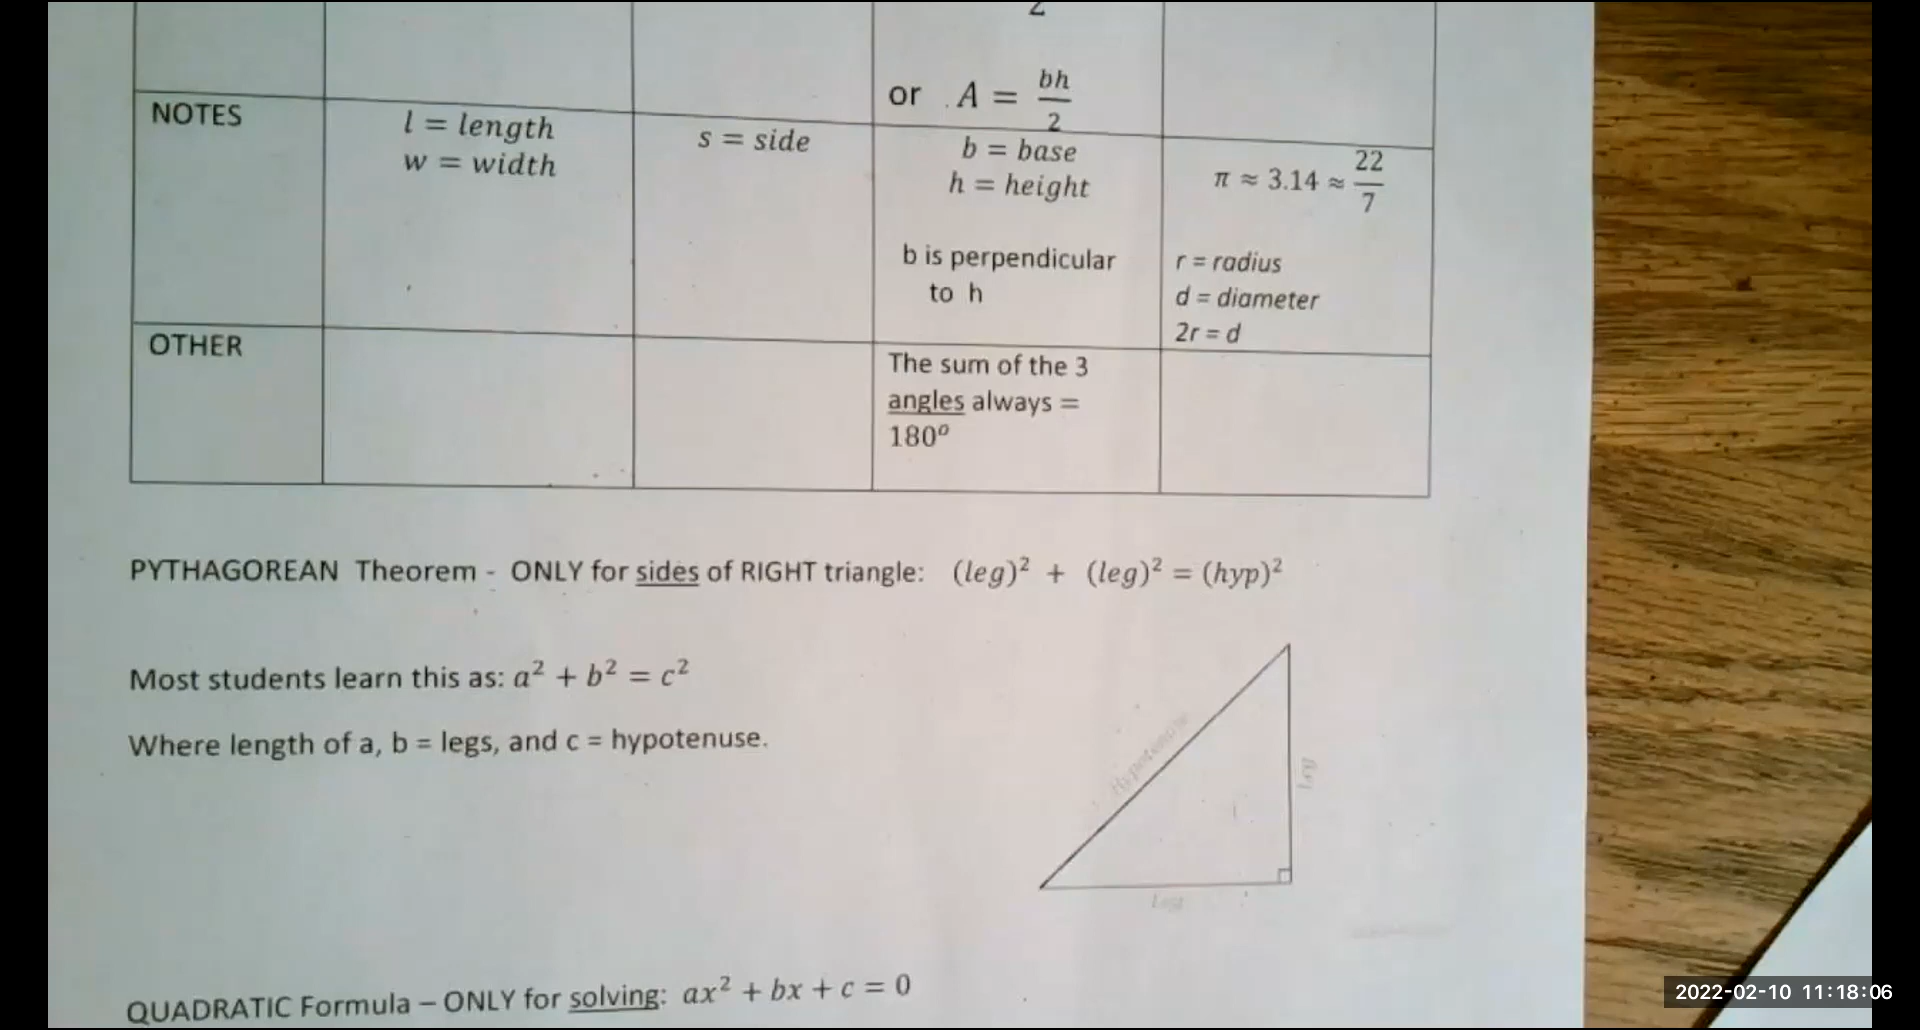 or A = bh/2
NOTES
l = length
w = width
s = side
b = base
h = height
b is perpendicular
to h
π ≈ 3.14 ≈ 22/7
r = radius
d = diameter
2r = d
OTHER
The sum of the 3
angles always =
180°
PYTHAGOREAN Theorem - ONLY for sides of RIGHT triangle: (leg)² + (leg)² = (hyp)²
Most students learn this as: a² + b² = c²
Where length of a, b = legs, and c = hypotenuse.
Hypotenuse
Leg
Leg
QUADRATIC Formula – ONLY for solving: ax² + bx + c = 0
2022-02-10 11:18:06